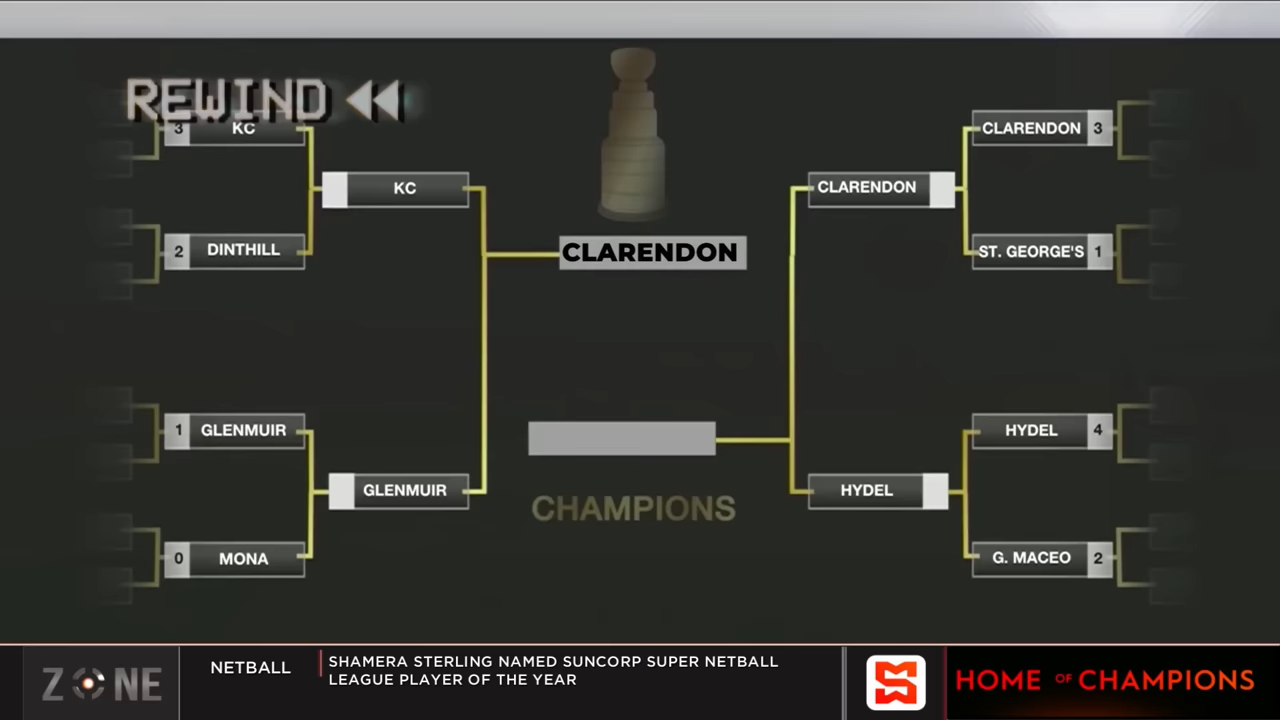 REWIND
3 KC
KC
2 DINTHILL
1 GLENMUIR
GLENMUIR
0 MONA
CLARENDON
CHAMPIONS
CLARENDON 3
CLARENDON
ST. GEORGE'S 1
HYDEL 4
HYDEL
G. MACEO 2
ZONE
NETBALL
SHAMERA STERLING NAMED SUNCORP SUPER NETBALL
LEAGUE PLAYER OF THE YEAR
HOME OF CHAMPIONS